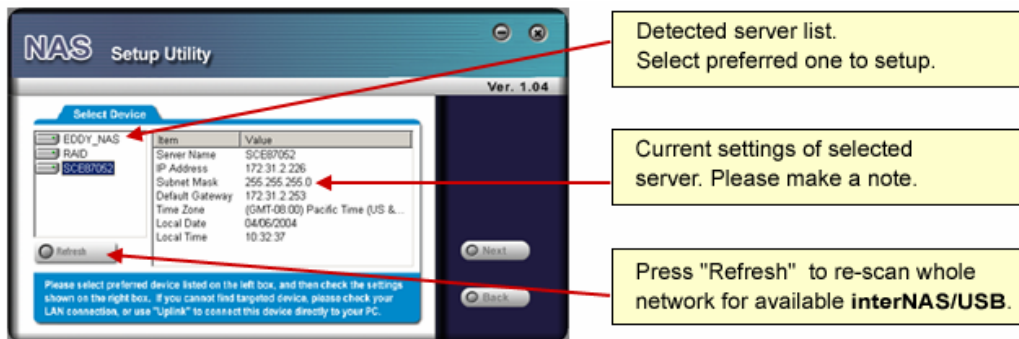 NAS Setup Utility
Ver. 1.04
Select Device
EDDY_NAS
RAID
SCE87052
Item Value
Server Name SCE87052
IP Address 172.31.2.226
Subnet Mask 255.255.255.0
Default Gateway 172.31.2.253
Time Zone (GMT-08:00) Pacific Time (US &...
Local Date 04/06/2004
Local Time 10:32:37
Refresh
Next
Back
Please select preferred device listed on the left box, and then check the settings
shown on the right box. If you cannot find targeted device, please check your
LAN connection, or use "Uplink" to connect this device directly to your PC.
Detected server list.
Select preferred one to setup.
Current settings of selected
server. Please make a note.
Press "Refresh" to re-scan whole
network for available interNAS/USB.